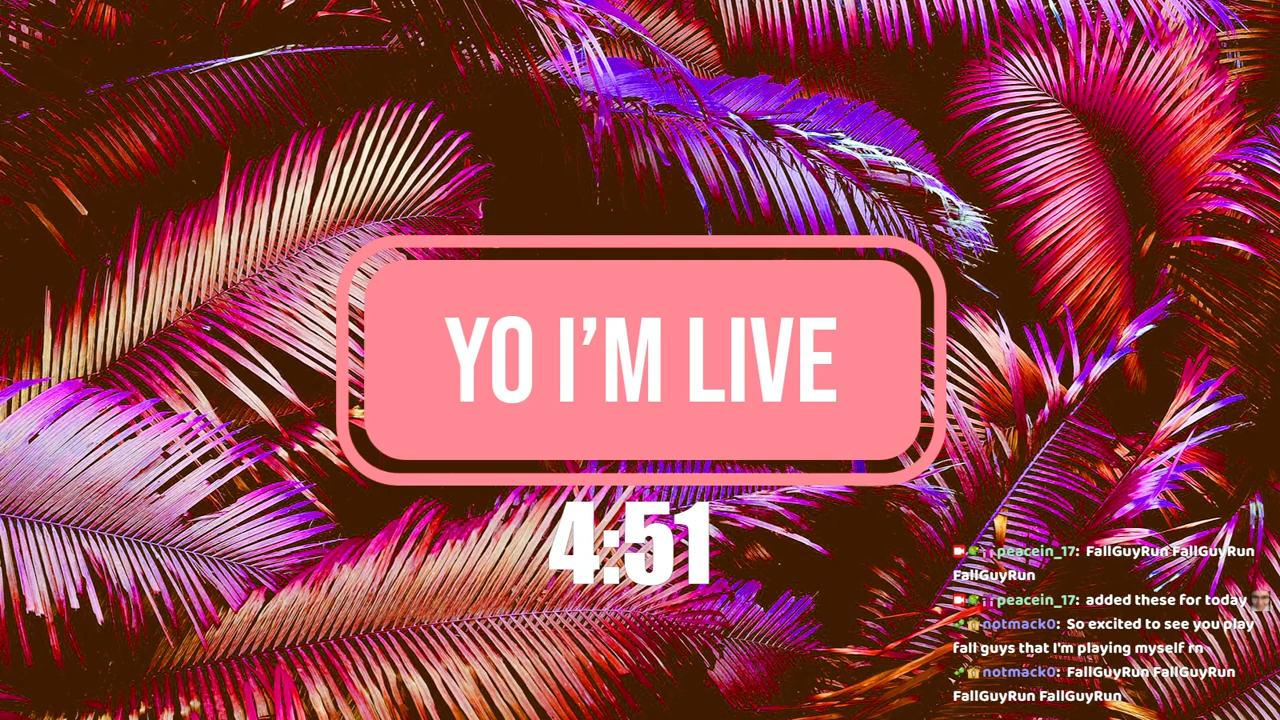 YO I’M LIVE
4:51
peacein_17: FallGuyRun FallGuyRun
FallGuyRun
peacein_17: added these for today
notmack0: So excited to see you play
fall guys that I'm playing myself rn
notmack0: FallGuyRun FallGuyRun
FallGuyRun FallGuyRun